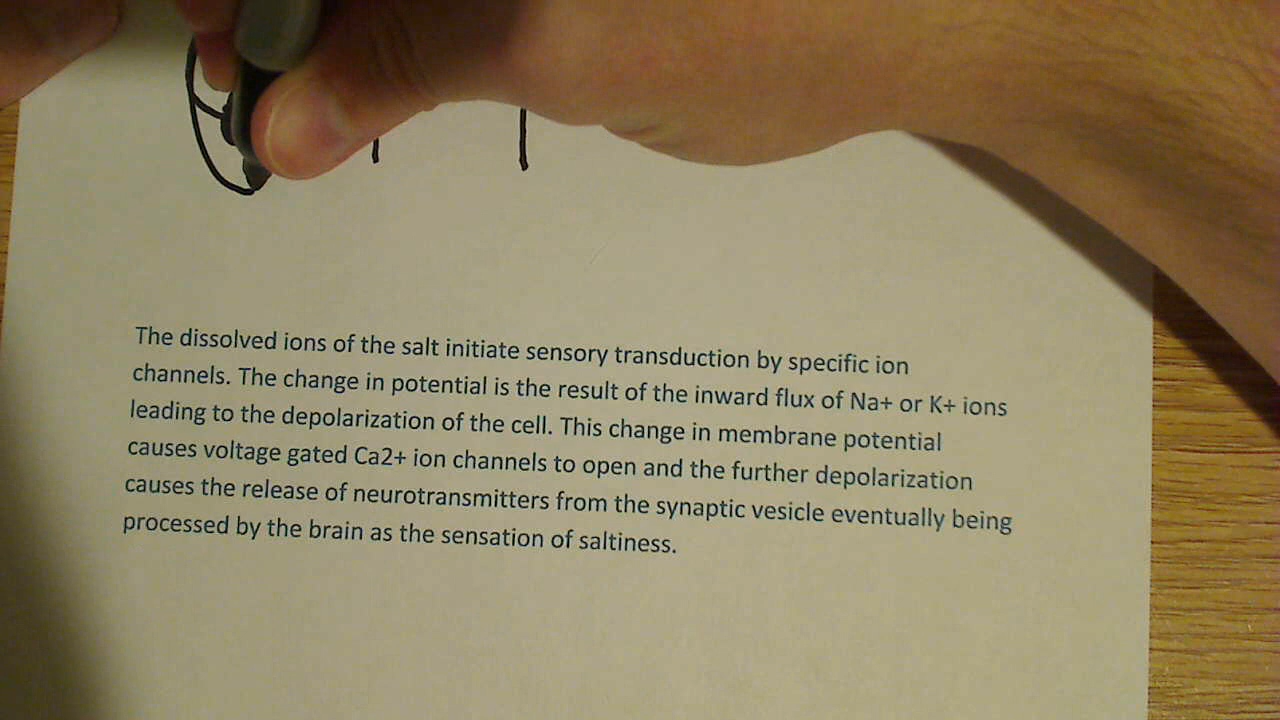 The dissolved ions of the salt initiate sensory transduction by specific ion
channels. The change in potential is the result of the inward flux of Na+ or K+ ions
leading to the depolarization of the cell. This change in membrane potential
causes voltage gated Ca2+ ion channels to open and the further depolarization
causes the release of neurotransmitters from the synaptic vesicle eventually being
processed by the brain as the sensation of saltiness.